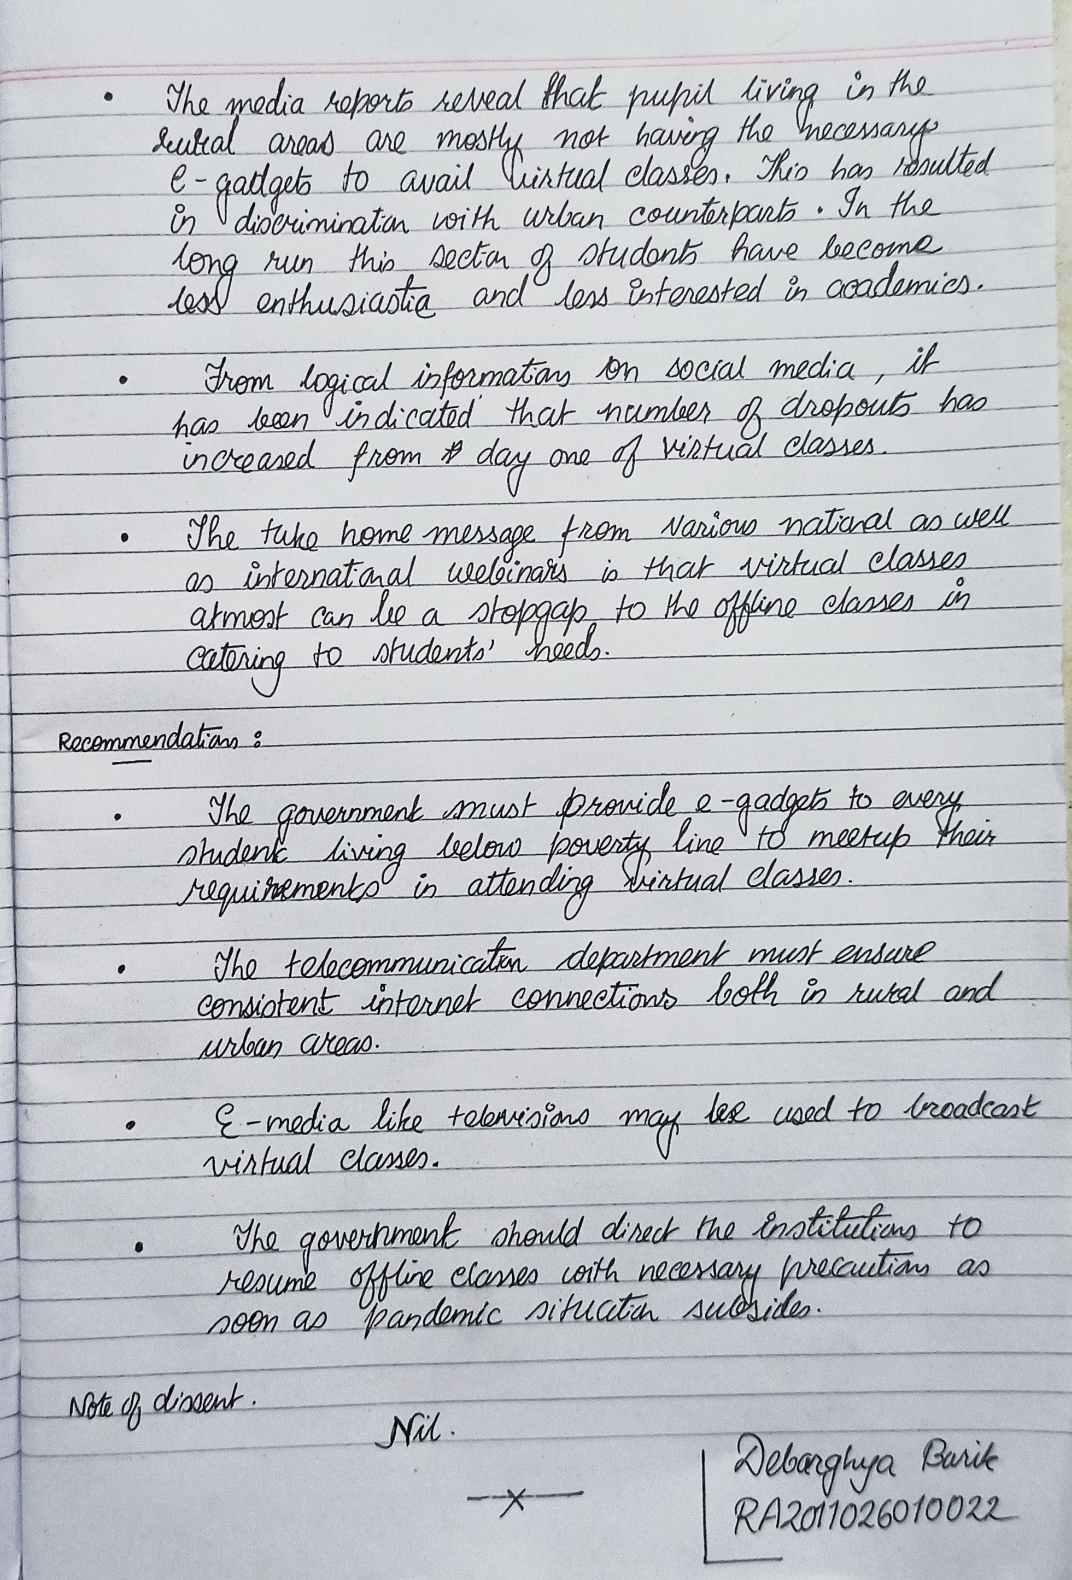 • The media reports reveal that pupil living in the
rural areas are mostly not having the necessary
e-gadgets to avail virtual classes. This has resulted
in discrimination with urban counterparts. In the
long run this sector of students have become
less enthusiastic and less interested in academics.
• From logical informations on social media, it
has been indicated that number of dropouts has
increased from day one of virtual classes.
• The take home message from various national as well
as international webinars is that virtual classes
atmost can be a stopgap to the offline classes in
catering to students' needs.
Recommendations:
• The government must provide e-gadgets to every
student living below poverty line to meetup their
requirements in attending virtual classes.
• The telecommunication department must ensure
consistent internet connections both in rural and
urban areas.
• E-media like televisions may be used to broadcast
virtual classes.
• The government should direct the institutions to
resume offline classes with necessary precautions as
soon as pandemic situation subsides.
Note of dissent.
Nil.
—x—
Debarghya Barik
RA2011026010022